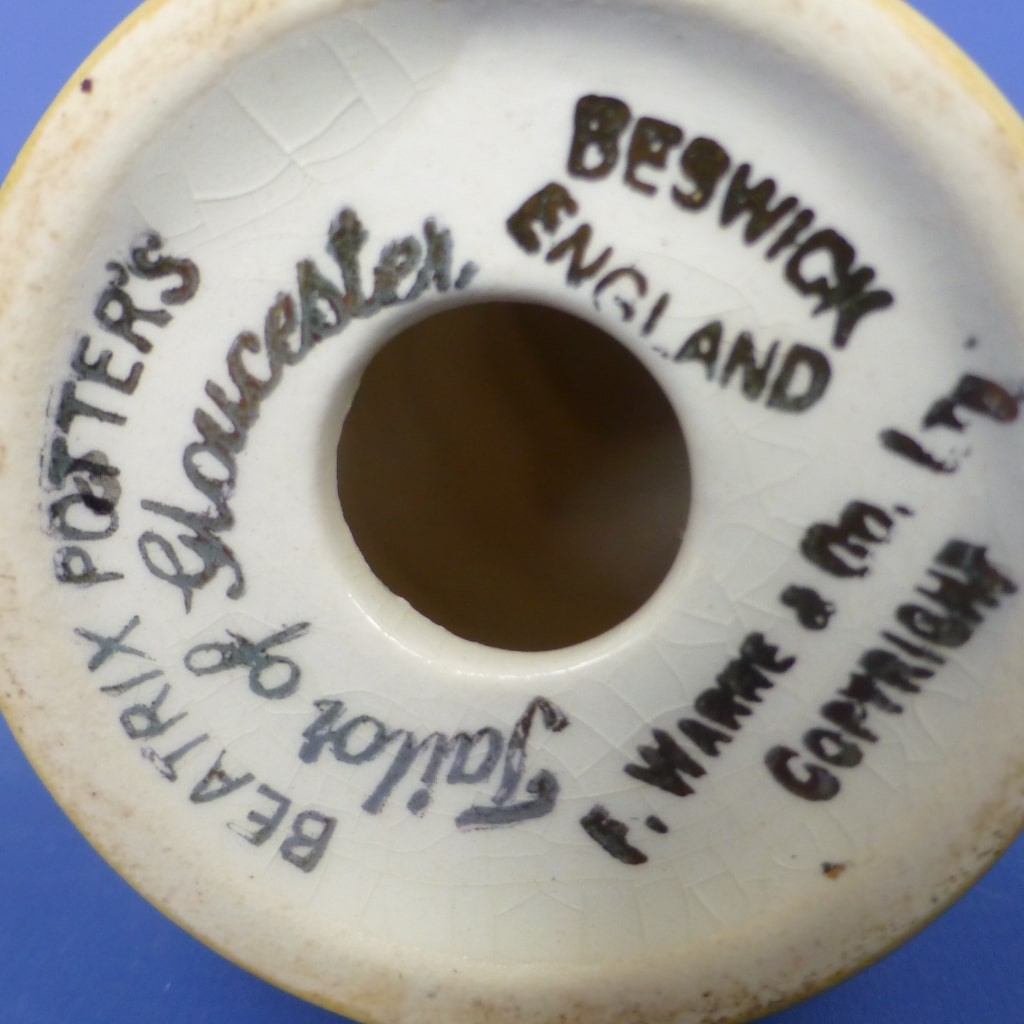 BEATRIX POTTER'S
Tailor of Gloucester
BESWICK
ENGLAND
F. WARNE & Co. LTD
COPYRIGHT